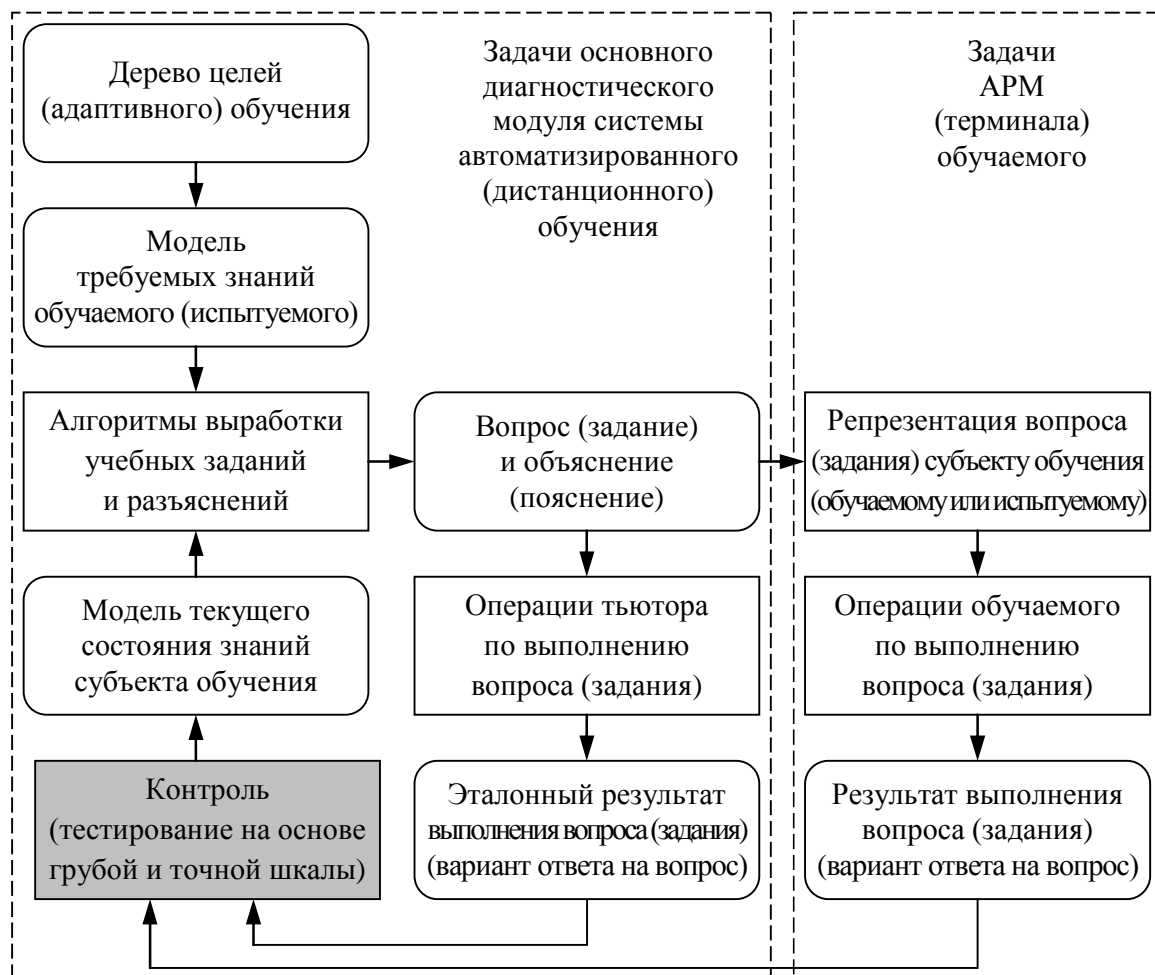 Дерево целей
(адаптивного) обучения
Задачи основного
диагностического
модуля системы
автоматизированного
(дистанционного)
обучения
Задачи
АРМ
(терминала)
обучаемого
Модель
требуемых знаний
обучаемого (испытуемого)
Алгоритмы выработки
учебных заданий
и разъяснений
Вопрос (задание)
и объяснение
(пояснение)
Репрезентация вопроса
(задания) субъекту обучения
(обучаемому или испытуемому)
Модель текущего
состояния знаний
субъекта обучения
Операции тьютора
по выполнению
вопроса (задания)
Операции обучаемого
по выполнению
вопроса (задания)
Контроль
(тестирование на основе
грубой и точной шкалы)
Эталонный результат
выполнения вопроса (задания)
(вариант ответа на вопрос)
Результат выполнения
вопроса (задания)
(вариант ответа на вопрос)